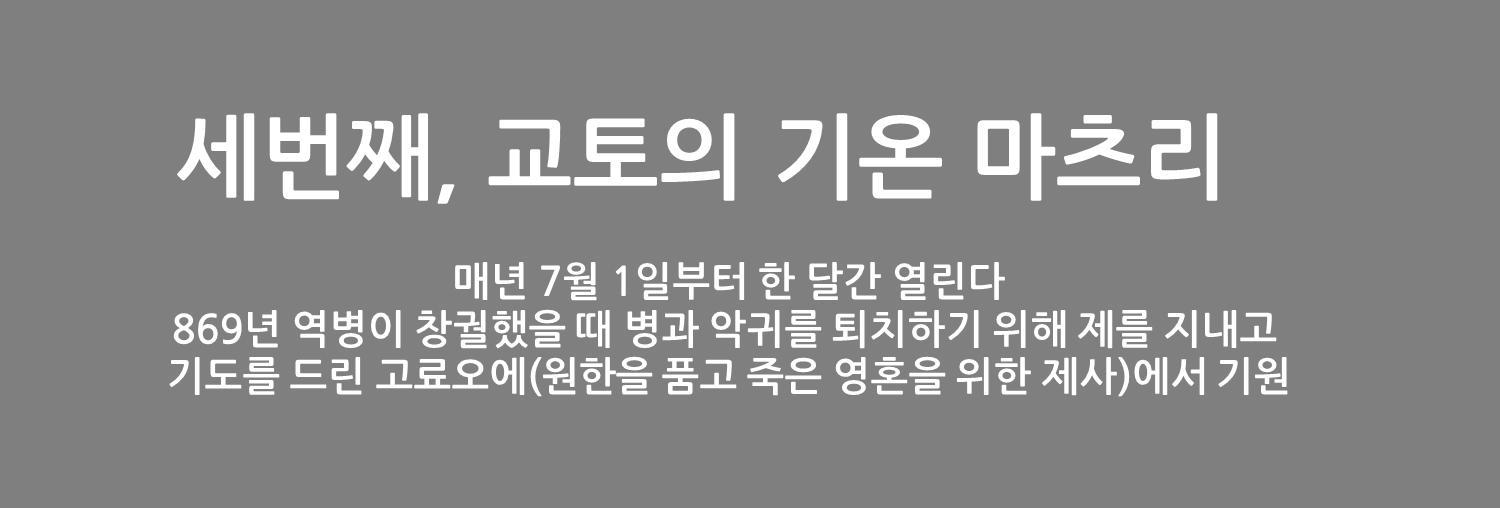 세번째, 교토의 기온 마츠리
매년 7월 1일부터 한 달간 열린다
869년 역병이 창궐했을 때 병과 악귀를 퇴치하기 위해 제를 지내고
기도를 드린 고료오에(원한을 품고 죽은 영혼을 위한 제사)에서 기원